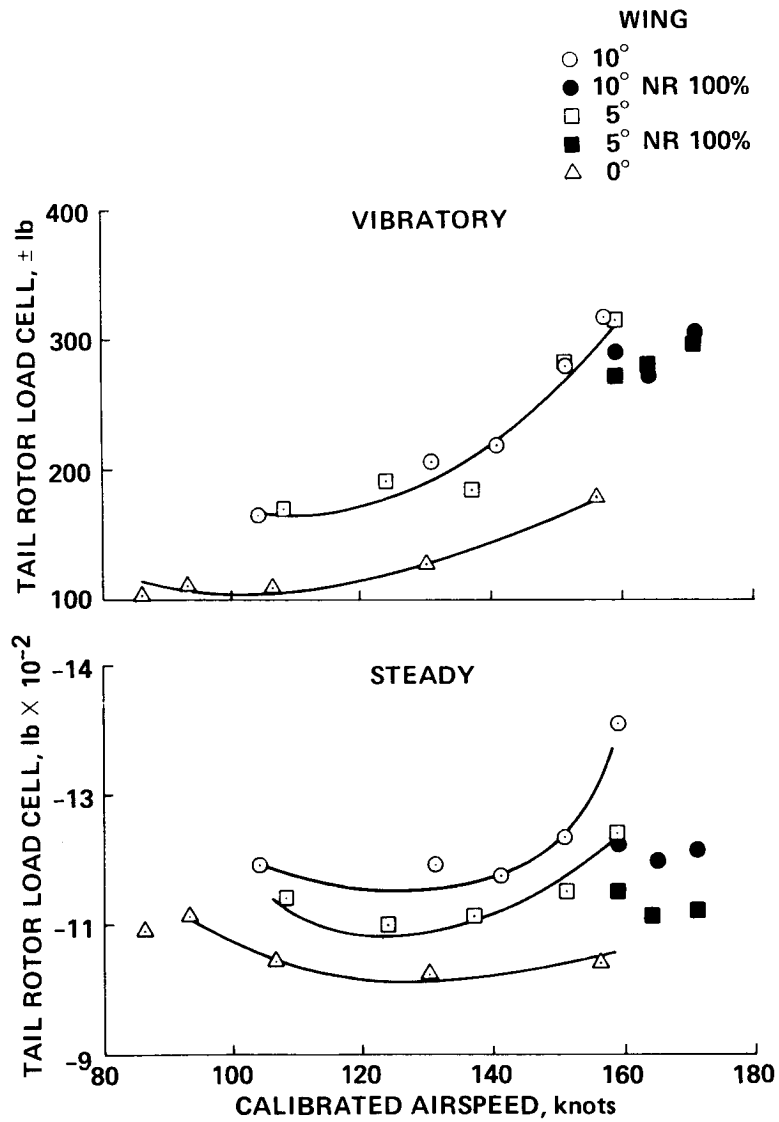 WING
10°
10° NR 100%
5°
5° NR 100%
0°
VIBRATORY
TAIL ROTOR LOAD CELL, ± lb
400
300
200
100
STEADY
TAIL ROTOR LOAD CELL, lb × 10⁻²
-14
-13
-11
-9
80 100 120 140 160 180
CALIBRATED AIRSPEED, knots